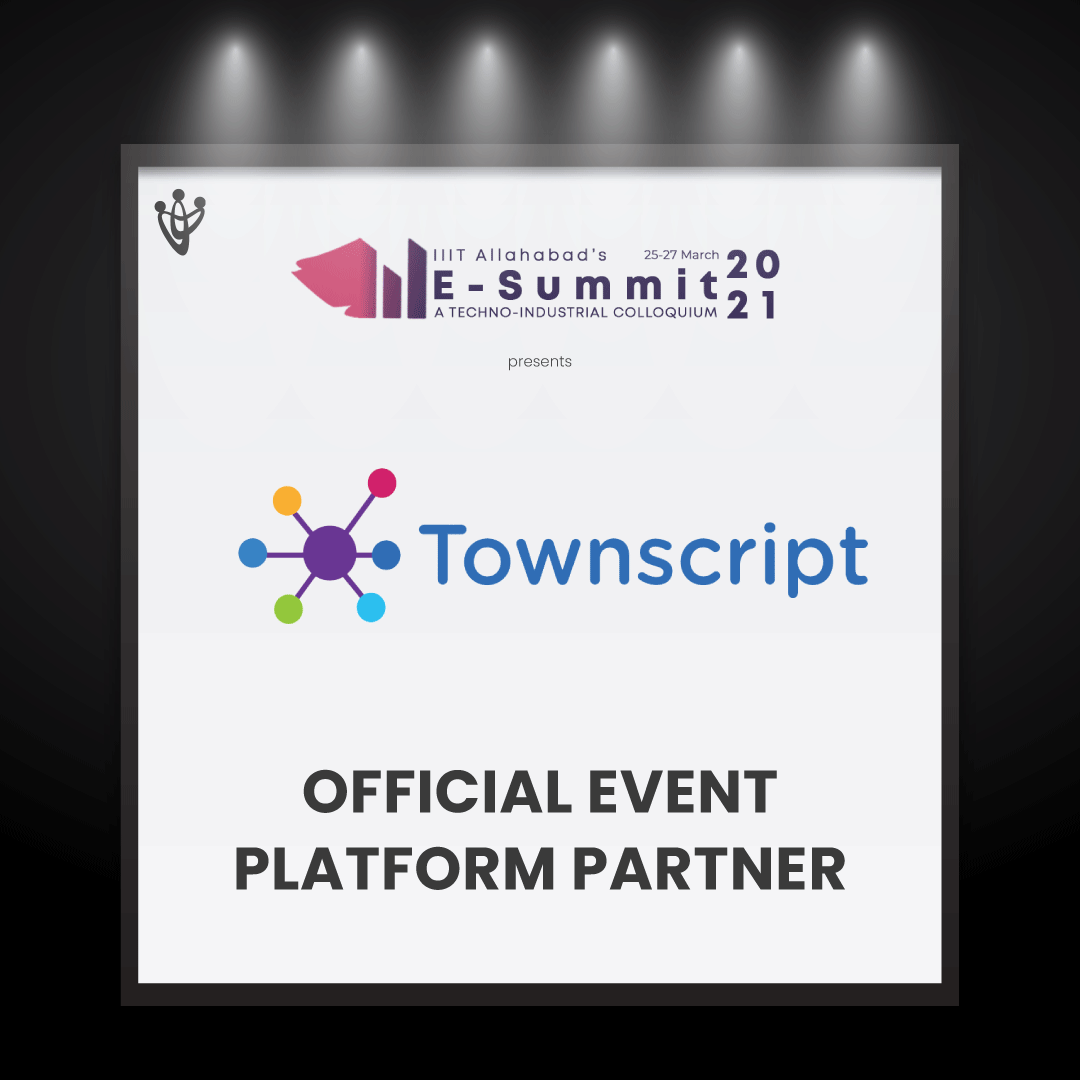 IIIT Allahabad's 25-27 March 20
E-Summit 21
A TECHNO-INDUSTRIAL COLLOQUIUM
presents
Townscript
OFFICIAL EVENT
PLATFORM PARTNER